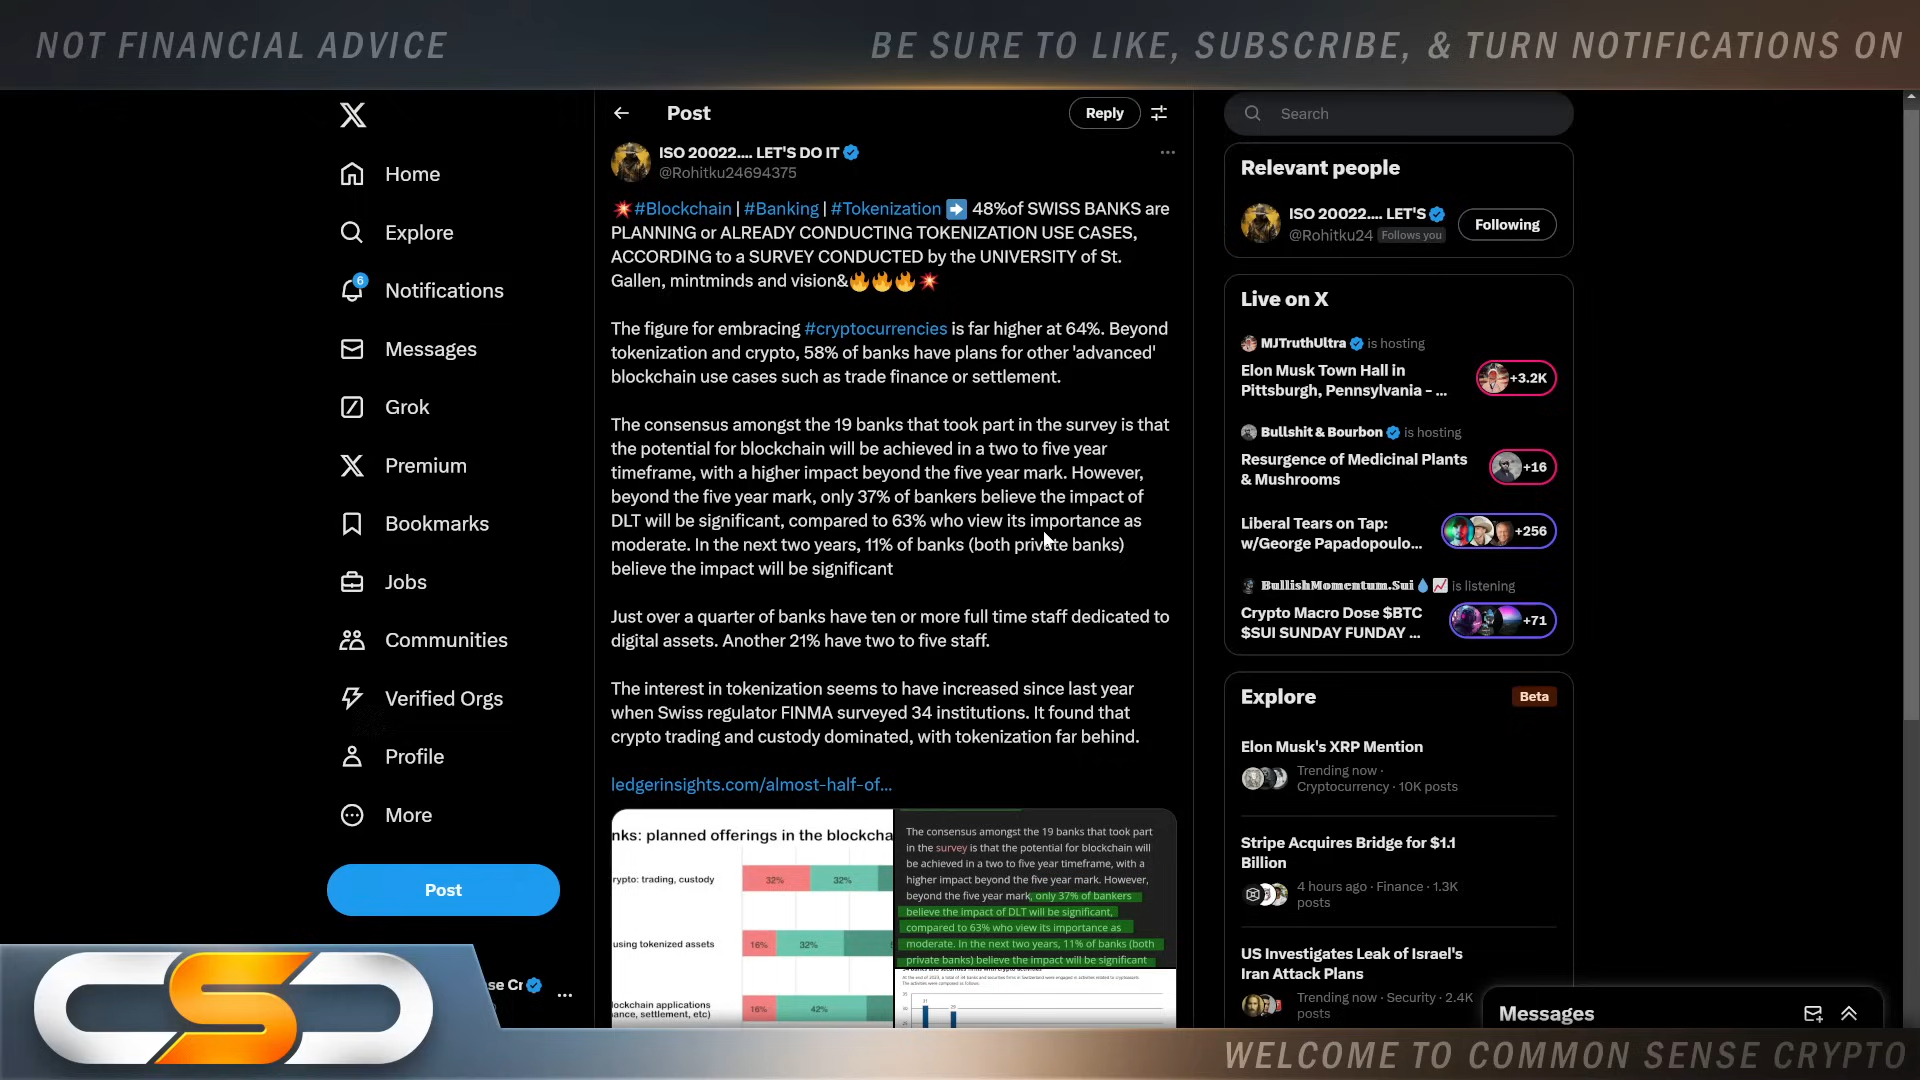 NOT FINANCIAL ADVICE
BE SURE TO LIKE, SUBSCRIBE, & TURN NOTIFICATIONS ON
Home
Explore
6
Notifications
Messages
Grok
Premium
Bookmarks
Jobs
Communities
Verified Orgs
Profile
More
Post
se Cr
Post
Reply
ISO 20022.... LET'S DO IT
@Rohitku24694375
#Blockchain | #Banking | #Tokenization ➡ 48%of SWISS BANKS are
PLANNING or ALREADY CONDUCTING TOKENIZATION USE CASES,
ACCORDING to a SURVEY CONDUCTED by the UNIVERSITY of St.
Gallen, mintminds and vision&
The figure for embracing #cryptocurrencies is far higher at 64%. Beyond
tokenization and crypto, 58% of banks have plans for other 'advanced'
blockchain use cases such as trade finance or settlement.
The consensus amongst the 19 banks that took part in the survey is that
the potential for blockchain will be achieved in a two to five year
timeframe, with a higher impact beyond the five year mark. However,
beyond the five year mark, only 37% of bankers believe the impact of
DLT will be significant, compared to 63% who view its importance as
moderate. In the next two years, 11% of banks (both private banks)
believe the impact will be significant
Just over a quarter of banks have ten or more full time staff dedicated to
digital assets. Another 21% have two to five staff.
The interest in tokenization seems to have increased since last year
when Swiss regulator FINMA surveyed 34 institutions. It found that
crypto trading and custody dominated, with tokenization far behind.
ledgerinsights.com/almost-half-of...
nks: planned offerings in the blockcha
rypto: trading, custody
32%
32%
using tokenized assets
16%
32%
lockchain applications
ance, settlement, etc)
16%
42%
The consensus amongst the 19 banks that took part
in the survey is that the potential for blockchain will
be achieved in a two to five year timeframe, with a
higher impact beyond the five year mark. However,
beyond the five year mark, only 37% of bankers
believe the impact of DLT will be significant,
compared to 63% who view its importance as
moderate. In the next two years, 11% of banks (both
private banks) believe the impact will be significant
Search
Relevant people
ISO 20022.... LET'S
@Rohitku24 Follows you
Following
Live on X
MJTruthUltra is hosting
Elon Musk Town Hall in
Pittsburgh, Pennsylvania - ...
+3.2K
Bullshit & Bourbon is hosting
Resurgence of Medicinal Plants
& Mushrooms
+16
Liberal Tears on Tap:
w/George Papadopoulo...
+256
BullishMomentum.Sui is listening
Crypto Macro Dose $BTC
$SUI SUNDAY FUNDAY ...
+71
Explore
Beta
Elon Musk's XRP Mention
Trending now ·
Cryptocurrency · 10K posts
Stripe Acquires Bridge for $1.1
Billion
4 hours ago · Finance · 1.3K
posts
US Investigates Leak of Israel's
Iran Attack Plans
Trending now · Security · 2.4K
posts
Messages
CSC
WELCOME TO COMMON SENSE CRYPTO